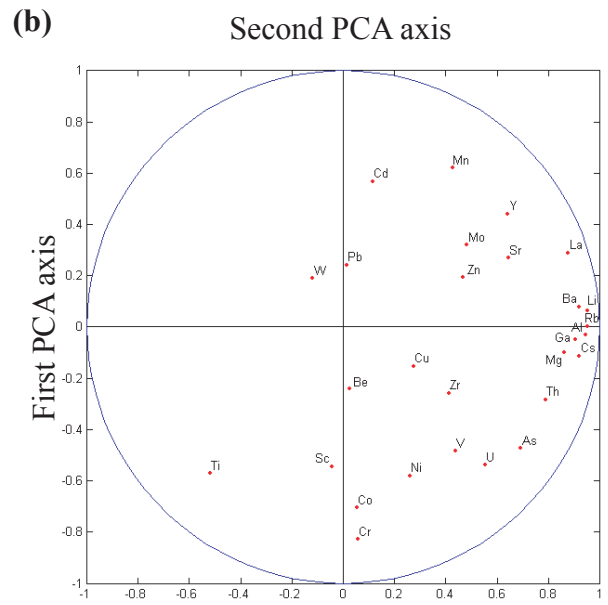 (b)
Second PCA axis
First PCA axis
1
0.8
0.6
0.4
0.2
0
-0.2
-0.4
-0.6
-0.8
-1
-1 -0.8 -0.6 -0.4 -0.2 0 0.2 0.4 0.6 0.8 1
Mn
Cd
Y
Mo
Sr
La
Pb
W
Zn
Ba Li
Rb
Al
Ga
Cs
Mg
Cu
Be
Zr
Th
V
As
Sc
U
Ti
Ni
Co
Cr